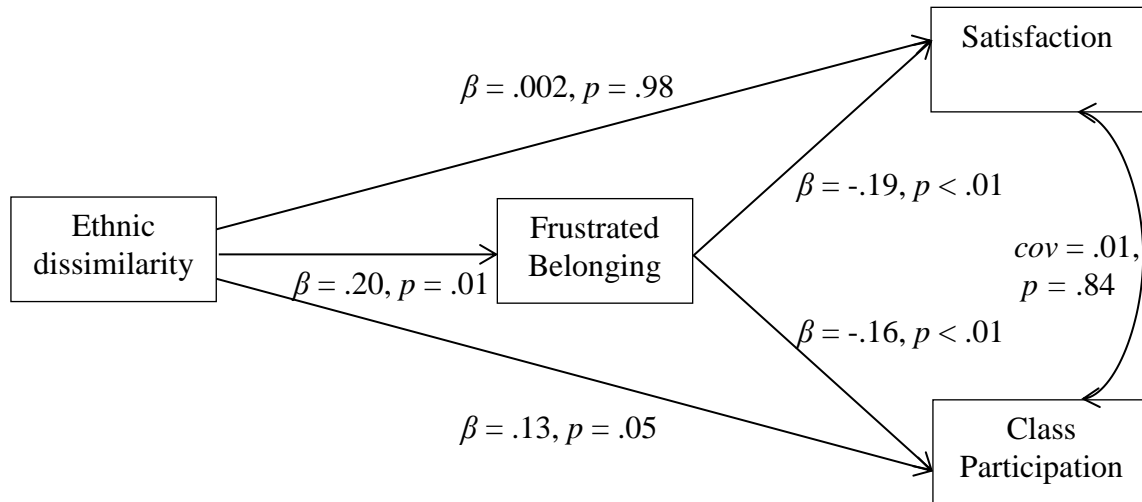 Satisfaction
β = .002, p = .98
β = -.19, p < .01
Ethnic
dissimilarity
Frustrated
Belonging
cov = .01,
p = .84
β = .20, p = .01
β = -.16, p < .01
β = .13, p = .05
Class
Participation